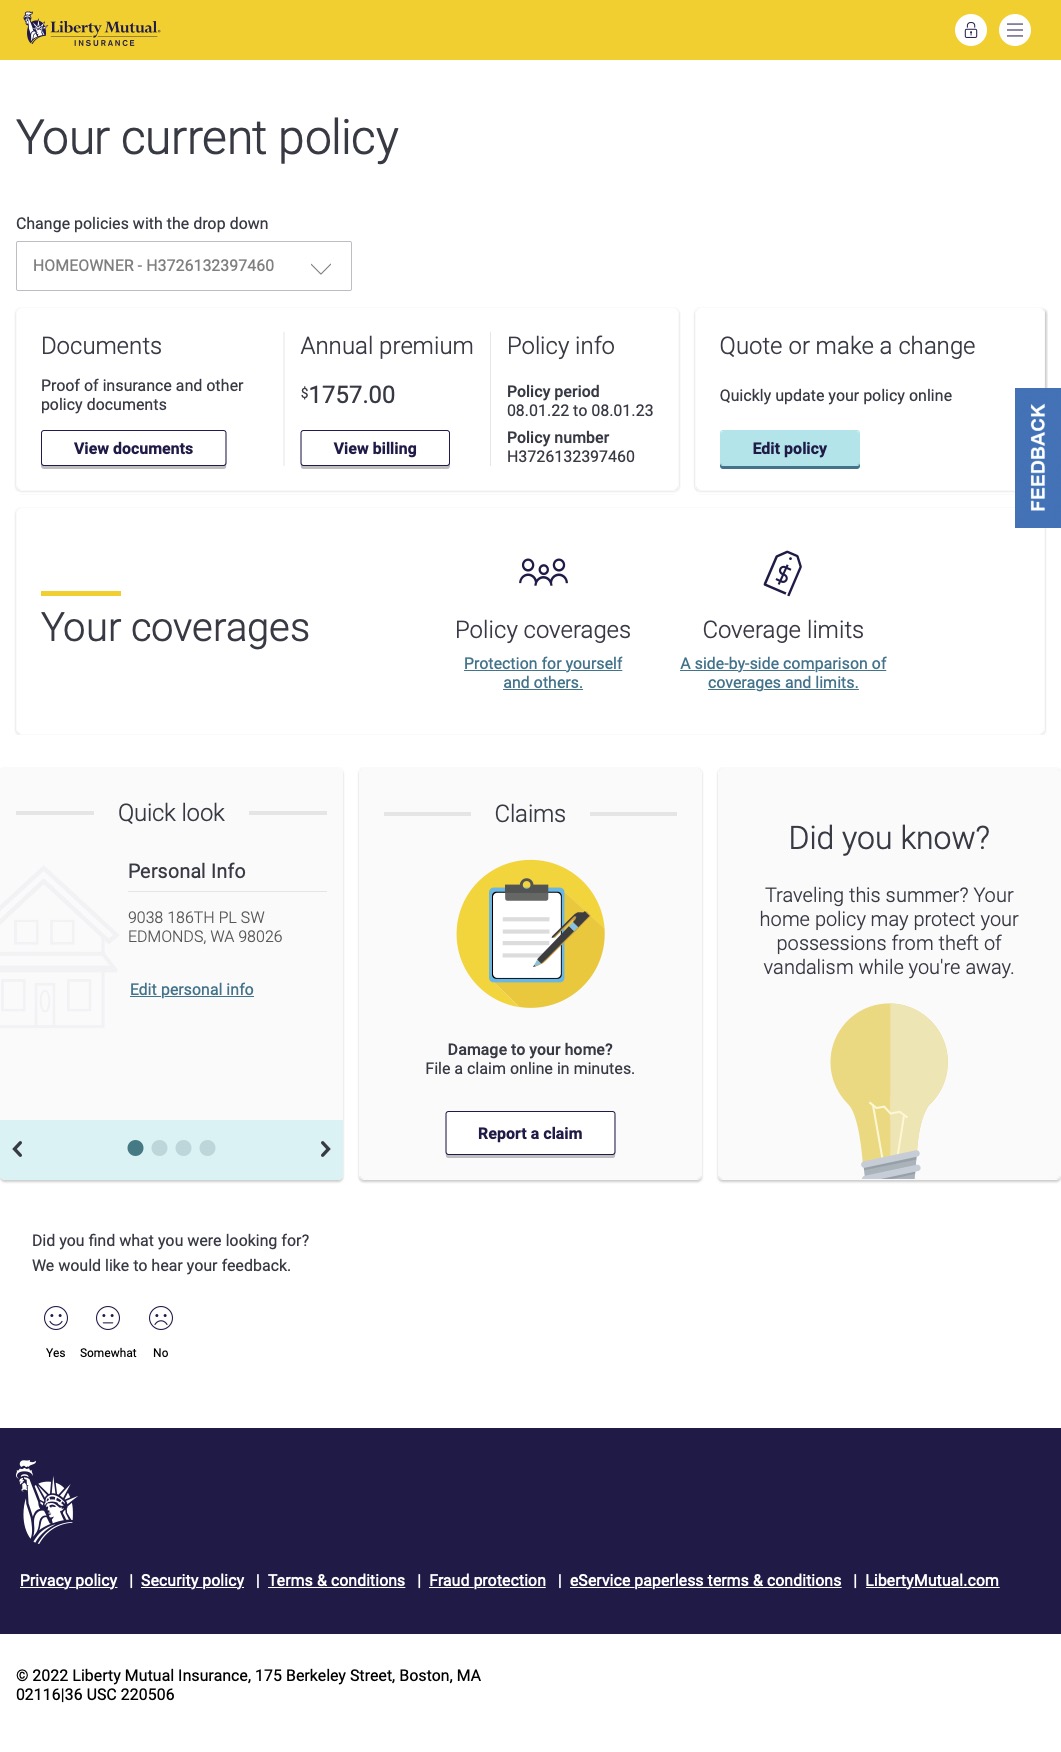 Liberty Mutual
INSURANCE
Your current policy
Change policies with the drop down
HOMEOWNER - H3726132397460
Documents
Proof of insurance and other
policy documents
View documents
Annual premium
$1757.00
View billing
Policy info
Policy period
08.01.22 to 08.01.23
Policy number
H3726132397460
Quote or make a change
Quickly update your policy online
Edit policy
FEEDBACK
Your coverages
Policy coverages
Protection for yourself
and others.
Coverage limits
A side-by-side comparison of
coverages and limits.
Quick look
Personal Info
9038 186TH PL SW
EDMONDS, WA 98026
Edit personal info
Claims
Damage to your home?
File a claim online in minutes.
Report a claim
Did you know?
Traveling this summer? Your
home policy may protect your
possessions from theft of
vandalism while you're away.
Did you find what you were looking for?
We would like to hear your feedback.
Yes Somewhat No
Privacy policy | Security policy | Terms & conditions | Fraud protection | eService paperless terms & conditions | LibertyMutual.com
© 2022 Liberty Mutual Insurance, 175 Berkeley Street, Boston, MA
02116|36 USC 220506